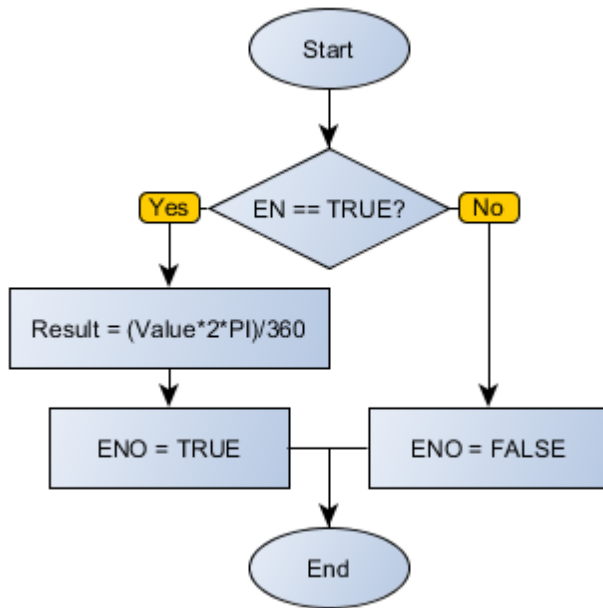 Start
EN == TRUE?
Yes
No
Result = (Value*2*PI)/360
ENO = TRUE
ENO = FALSE
End